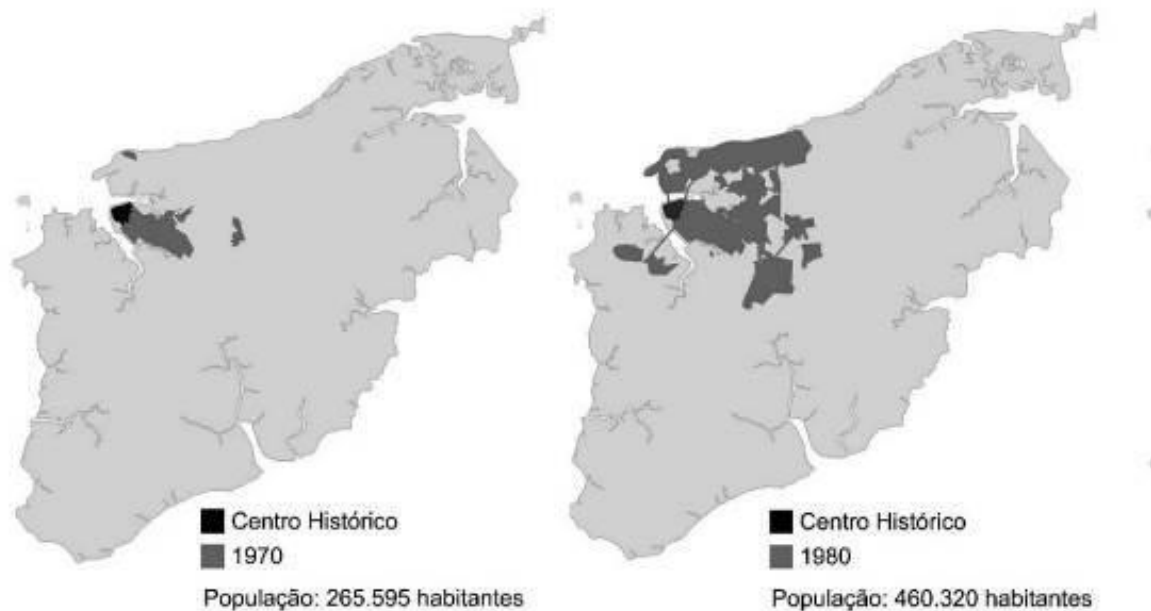 Centro Histórico
1970
População: 265.595 habitantes
Centro Histórico
1980
População: 460.320 habitantes